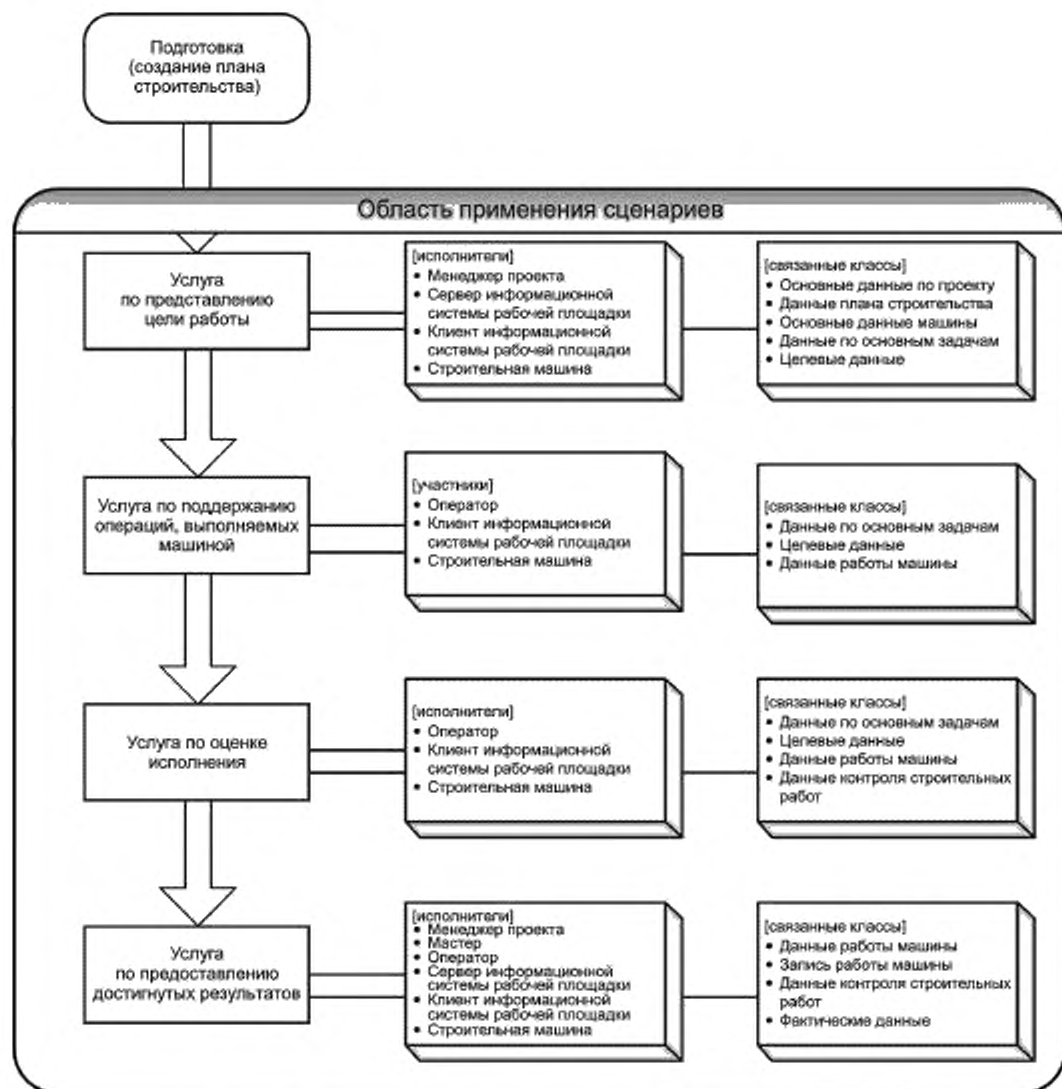 Подготовка
(создание плана
строительства)
Область применения сценариев
Услуга
по представлению
цели работы
[исполнители]
• Менеджер проекта
• Сервер информационной
системы рабочей площадки
• Клиент информационной
системы рабочей площадки
• Строительная машина
[связанные классы]
• Основные данные по проекту
• Данные плана строительства
• Основные данные машины
• Данные по основным задачам
• Целевые данные
Услуга по поддержанию
операций, выполняемых
машиной
[участники]
• Оператор
• Клиент информационной
системы рабочей площадки
• Строительная машина
[связанные классы]
• Данные по основным задачам
• Целевые данные
• Данные работы машины
Услуга по оценке
исполнения
[исполнители]
• Оператор
• Клиент информационной
системы рабочей площадки
• Строительная машина
[связанные классы]
• Данные по основным задачам
• Целевые данные
• Данные работы машины
• Данные контроля строительных
работ
Услуга
по предоставлению
достигнутых результатов
[исполнители]
• Менеджер проекта
• Мастер
• Оператор
• Сервер информационной
системы рабочей площадки
• Клиент информационной
системы рабочей площадки
• Строительная машина
[связанные классы]
• Данные работы машины
• Запись работы машины
• Данные контроля строительных
работ
• Фактические данные